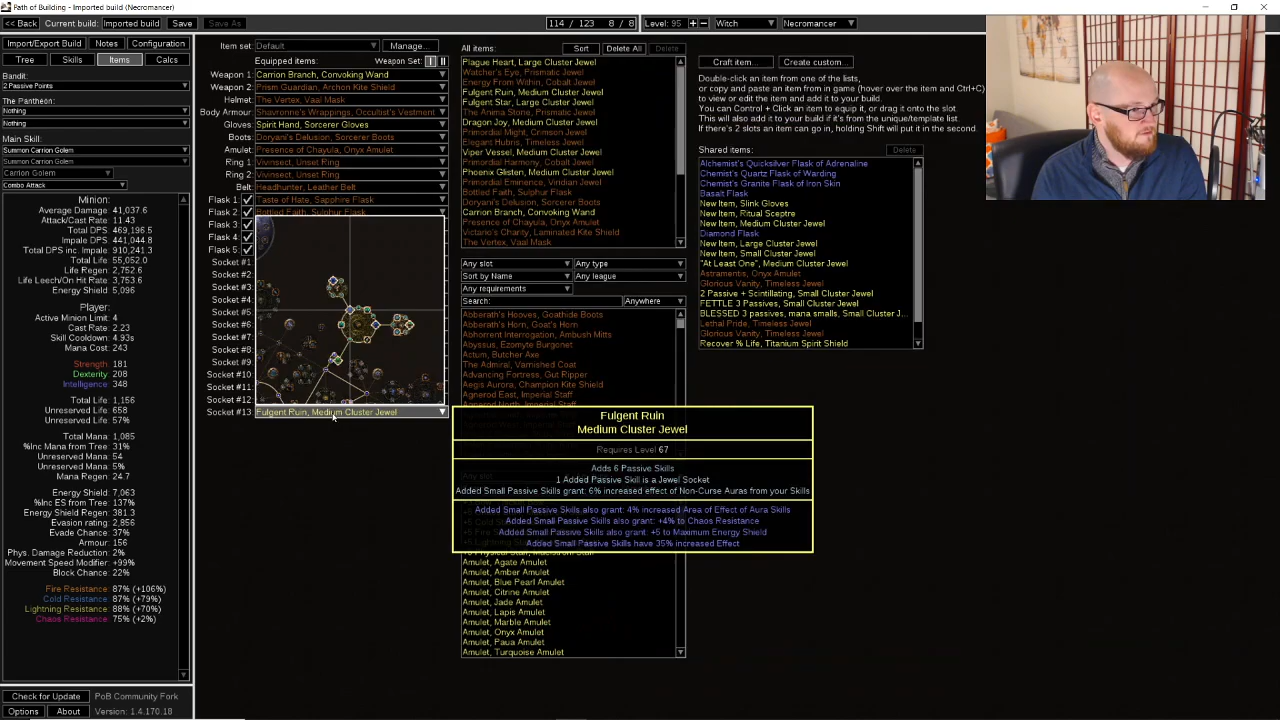 Path of Building - Imported build (Necromancer)
<< Back
Current build: Imported build
Save
Save As
114 / 123 8 / 8
Level: 95
Witch
Necromancer
Import/Export Build
Notes
Configuration
Tree
Skills
Items
Calcs
Bandit:
2 Passive Points
The Pantheon:
Nothing
Nothing
Main Skill:
Summon Carrion Golem
Summon Carrion Golem
Combo Attack
Minion:
Average Damage: 41,037.6
Attack/Cast Rate: 11.43
Total DPS: 469,196.5
Impale DPS: 441,044.8
Total DPS inc. Impale: 910,241.3
Total Life: 55,052.0
Life Regen: 2,752.6
Life Leech/On Hit Rate: 3,753.6
Energy Shield: 5,096
Player:
Active Minion Limit: 4
Cast Rate: 2.23
Skill Cooldown: 4.93s
Mana Cost: 243
Strength: 181
Dexterity: 208
Intelligence: 348
Total Life: 1,156
Unreserved Life: 658
Unreserved Life: 57%
Total Mana: 1,085
%Inc Mana from Tree: 31%
Unreserved Mana: 54
Unreserved Mana: 5%
Mana Regen: 24.7
Energy Shield: 7,063
%Inc ES from Tree: 137%
Energy Shield Regen: 381.3
Evasion rating: 2,856
Evade Chance: 37%
Armour: 156
Phys. Damage Reduction: 2%
Movement Speed Modifier: +99%
Block Chance: 22%
Fire Resistance: 87% (+106%)
Cold Resistance: 87% (+79%)
Lightning Resistance: 88% (+70%)
Chaos Resistance: 75% (+2%)
Check for Update
PoB Community Fork
Options
About
Version: 1.4.170.18
Item set: Default
Manage...
Equipped items:
Weapon Set: I II
Weapon 1: Carrion Branch, Convoking Wand
Weapon 2: Prism Guardian, Archon Kite Shield
Helmet: The Vertex, Vaal Mask
Body Armour: Shavronne's Wrappings, Occultist's Vestment
Gloves: Spirit Hand, Sorcerer Gloves
Boots: Doryani's Delusion, Sorcerer Boots
Amulet: Presence of Chayula, Onyx Amulet
Ring 1: Vivinsect, Unset Ring
Ring 2: Vivinsect, Unset Ring
Belt: Headhunter, Leather Belt
Flask 1: Taste of Hate, Sapphire Flask
Flask 2: Bottled Faith, Sulphur Flask
Flask 3:
Flask 4:
Flask 5:
Socket #1
Socket #2
Socket #3:
Socket #4:
Socket #5:
Socket #6:
Socket #7:
Socket #8:
Socket #9:
Socket #10:
Socket #11:
Socket #12:
Socket #13: Fulgent Ruin, Medium Cluster Jewel
All items:
Sort
Delete All
Delete
Plague Heart, Large Cluster Jewel
Watcher's Eye, Prismatic Jewel
Energy From Within, Cobalt Jewel
Fulgent Ruin, Medium Cluster Jewel
Fulgent Star, Large Cluster Jewel
The Anima Stone, Prismatic Jewel
Dragon Joy, Medium Cluster Jewel
Primordial Might, Crimson Jewel
Elegant Hubris, Timeless Jewel
Viper Vessel, Medium Cluster Jewel
Primordial Harmony, Cobalt Jewel
Phoenix Glisten, Medium Cluster Jewel
Primordial Eminence, Viridian Jewel
Bottled Faith, Sulphur Flask
Doryani's Delusion, Sorcerer Boots
Carrion Branch, Convoking Wand
Presence of Chayula, Onyx Amulet
Victario's Charity, Laminated Kite Shield
The Vertex, Vaal Mask
Any slot
Any type
Sort by Name
Any league
Any requirements
Search:
Anywhere
Abberath's Hooves, Goathide Boots
Abberath's Horn, Goat's Horn
Abhorrent Interrogation, Ambush Mitts
Abyssus, Ezomyte Burgonet
Actum, Butcher Axe
The Admiral, Varnished Coat
Advancing Fortress, Gut Ripper
Aegis Aurora, Champion Kite Shield
Agnerod East, Imperial Staff
Fulgent Ruin
Medium Cluster Jewel
Requires Level 67
Adds 6 Passive Skills
1 Added Passive Skill is a Jewel Socket
Added Small Passive Skills grant: 6% increased effect of Non-Curse Auras from your Skills
Added Small Passive Skills also grant: 4% increased Area of Effect of Aura Skills
Added Small Passive Skills also grant: +4% to Chaos Resistance
Added Small Passive Skills also grant: +5 to Maximum Energy Shield
Added Small Passive Skills have 35% increased Effect
Amulet, Agate Amulet
Amulet, Amber Amulet
Amulet, Blue Pearl Amulet
Amulet, Citrine Amulet
Amulet, Jade Amulet
Amulet, Lapis Amulet
Amulet, Marble Amulet
Amulet, Onyx Amulet
Amulet, Paua Amulet
Amulet, Turquoise Amulet
Craft item...
Create custom...
Double-click an item from one of the lists,
or copy and paste an item from in game (hover over the item and Ctrl+C)
to view or edit the item and add it to your build.
You can Control + Click an item to equip it, or drag it onto the slot.
This will also add it to your build if it's from the unique/template list.
If there's 2 slots an item can go in, holding Shift will put it in the second.
Shared items:
Delete
Alchemist's Quicksilver Flask of Adrenaline
Chemist's Quartz Flask of Warding
Chemist's Granite Flask of Iron Skin
Basalt Flask
New Item, Slink Gloves
New Item, Ritual Sceptre
New Item, Medium Cluster Jewel
Diamond Flask
New Item, Large Cluster Jewel
New Item, Small Cluster Jewel
"At Least One", Medium Cluster Jewel
Astramentis, Onyx Amulet
Glorious Vanity, Timeless Jewel
2 Passive + Scintillating, Small Cluster Jewel
FETTLE 3 Passives, Small Cluster Jewel
BLESSED 3 passives, mana smalls, Small Cluster J...
Lethal Pride, Timeless Jewel
Glorious Vanity, Timeless Jewel
Recover % Life, Titanium Spirit Shield